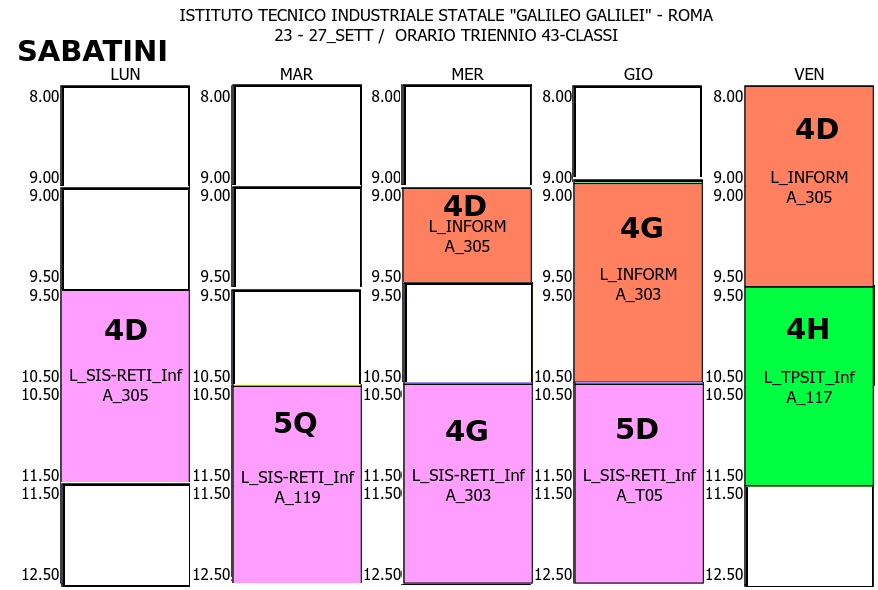 ISTITUTO TECNICO INDUSTRIALE STATALE "GALILEO GALILEI" - ROMA
23 - 27_SETT / ORARIO TRIENNIO 43-CLASSI
SABATINI
LUN
MAR
MER
GIO
VEN
8.00
9.00
9.00
9.50
9.50
4D
L_SIS-RETI_Inf
A_305
10.50
10.50
11.50
11.50
12.50
8.00
9.00
9.00
9.50
9.50
10.50
10.50
5Q
L_SIS-RETI_Inf
A_119
11.50
11.50
12.50
8.00
9.00
9.00
4D
L_INFORM
A_305
9.50
9.50
10.50
10.50
4G
L_SIS-RETI_Inf
A_303
11.50
11.50
12.50
8.00
9.00
9.00
4G
L_INFORM
A_303
9.50
9.50
10.50
10.50
5D
L_SIS-RETI_Inf
A_T05
11.50
11.50
12.50
8.00
4D
L_INFORM
A_305
9.00
9.00
9.50
9.50
4H
L_TPSIT_Inf
A_117
10.50
10.50
11.50
11.50
12.50